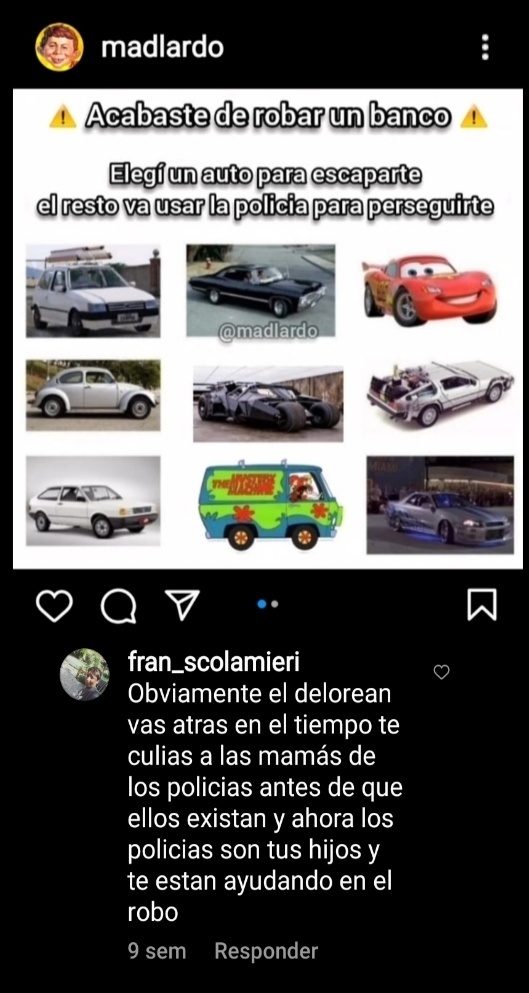 madlardo
⚠️ Acabaste de robar un banco ⚠️
Elegí un auto para escaparte
el resto va usar la policia para perseguirte
@madlardo
THE MYSTERY
MACHINE
fran_scolamieri
Obviamente el delorean
vas atras en el tiempo te
culias a las mamás de
los policias antes de que
ellos existan y ahora los
policias son tus hijos y
te estan ayudando en el
robo
9 sem Responder